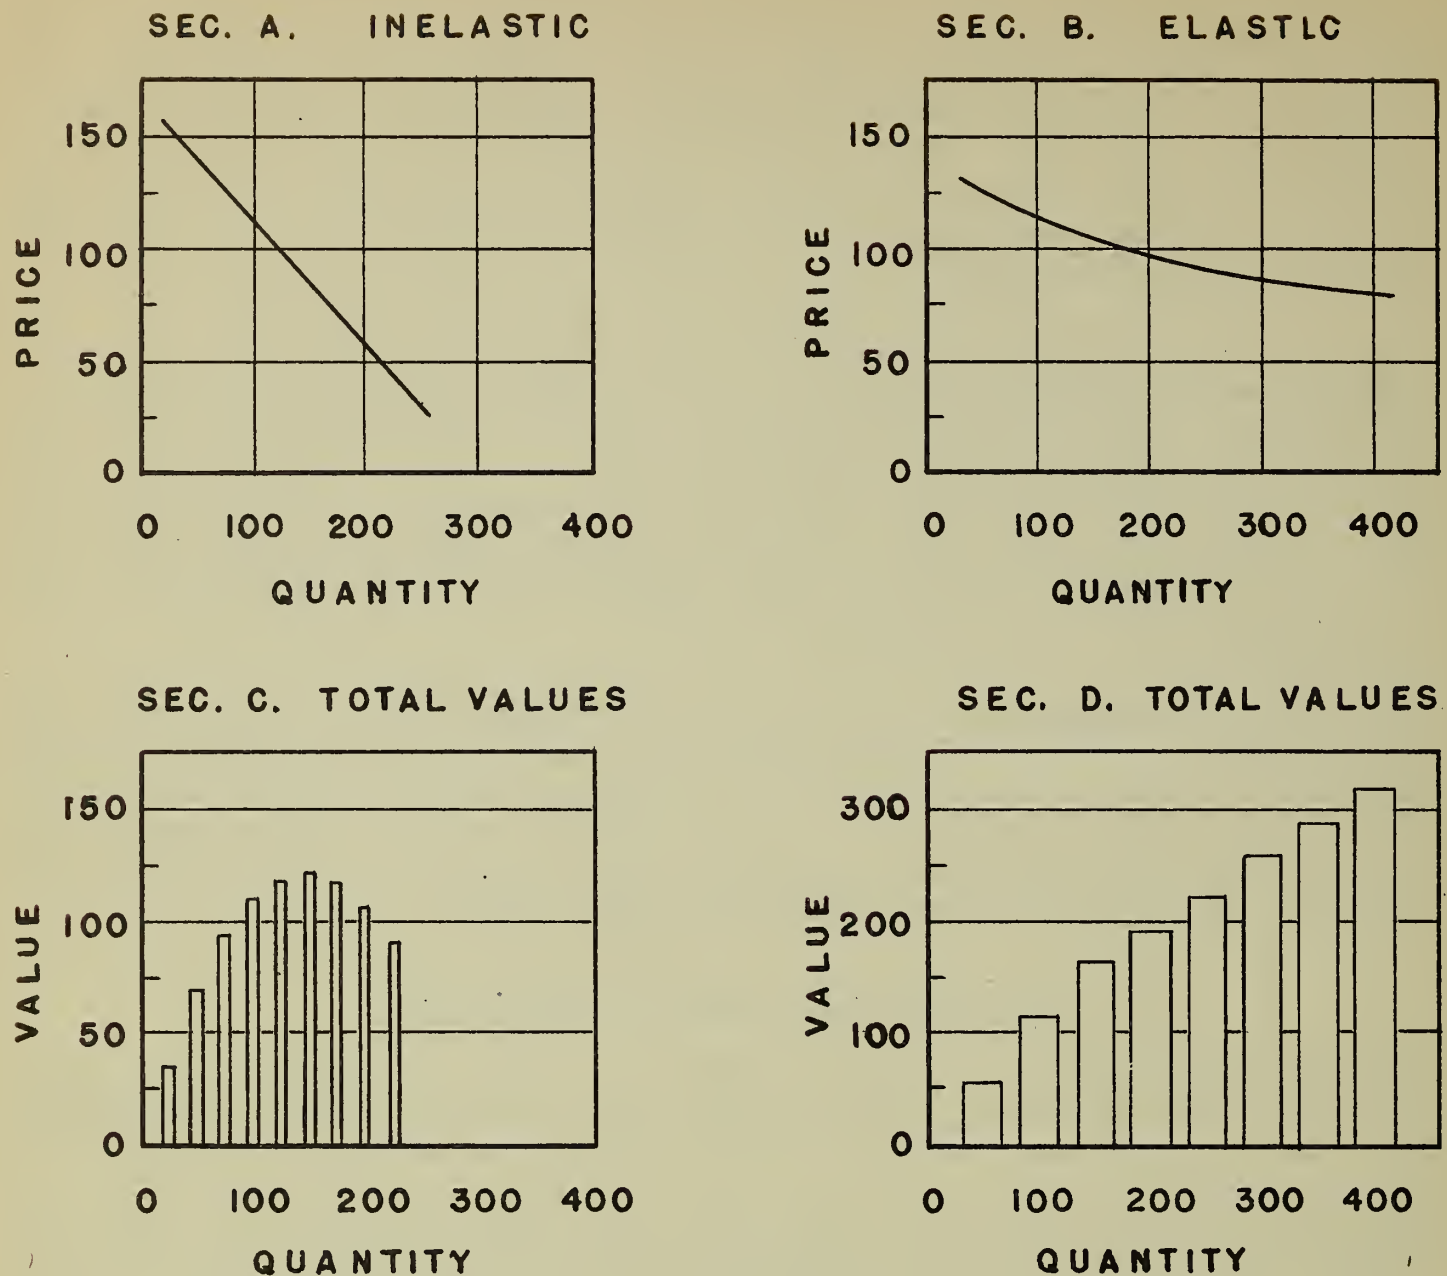 SEC. A. INELASTIC
150
100
50
0
PRICE
0 100 200 300 400
QUANTITY
SEC. B. ELASTIC
150
100
50
0
PRICE
0 100 200 300 400
QUANTITY
SEC. C. TOTAL VALUES
150
100
50
0
VALUE
0 100 200 300 400
QUANTITY
SEC. D. TOTAL VALUES
300
200
100
0
VALUE
0 100 200 300 400
QUANTITY